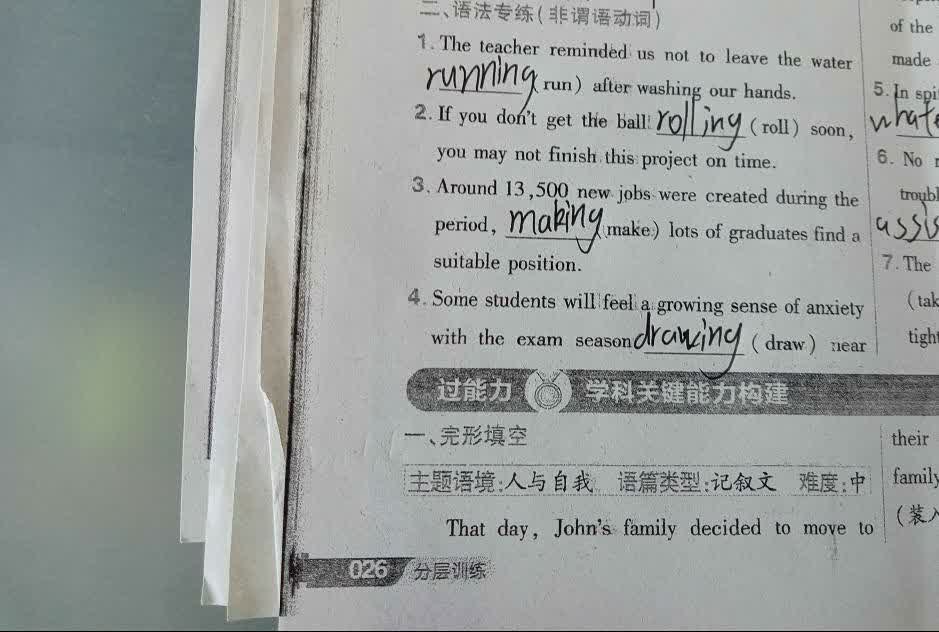 二、语法专练(非谓语动词)
1. The teacher reminded us not to leave the water
running (run) after washing our hands.
2. If you don't get the ball rolling (roll) soon,
you may not finish this project on time.
3. Around 13,500 new jobs were created during the
period, making (make) lots of graduates find a
suitable position.
4. Some students will feel a growing sense of anxiety
with the exam season drawing (draw) near
过能力 学科关键能力构建
一、完形填空
主题语境:人与自我 语篇类型:记叙文 难度:中
That day, John's family decided to move to
026 分层训练
of the
made
5. In
6. No
7. The
their
family
(装入